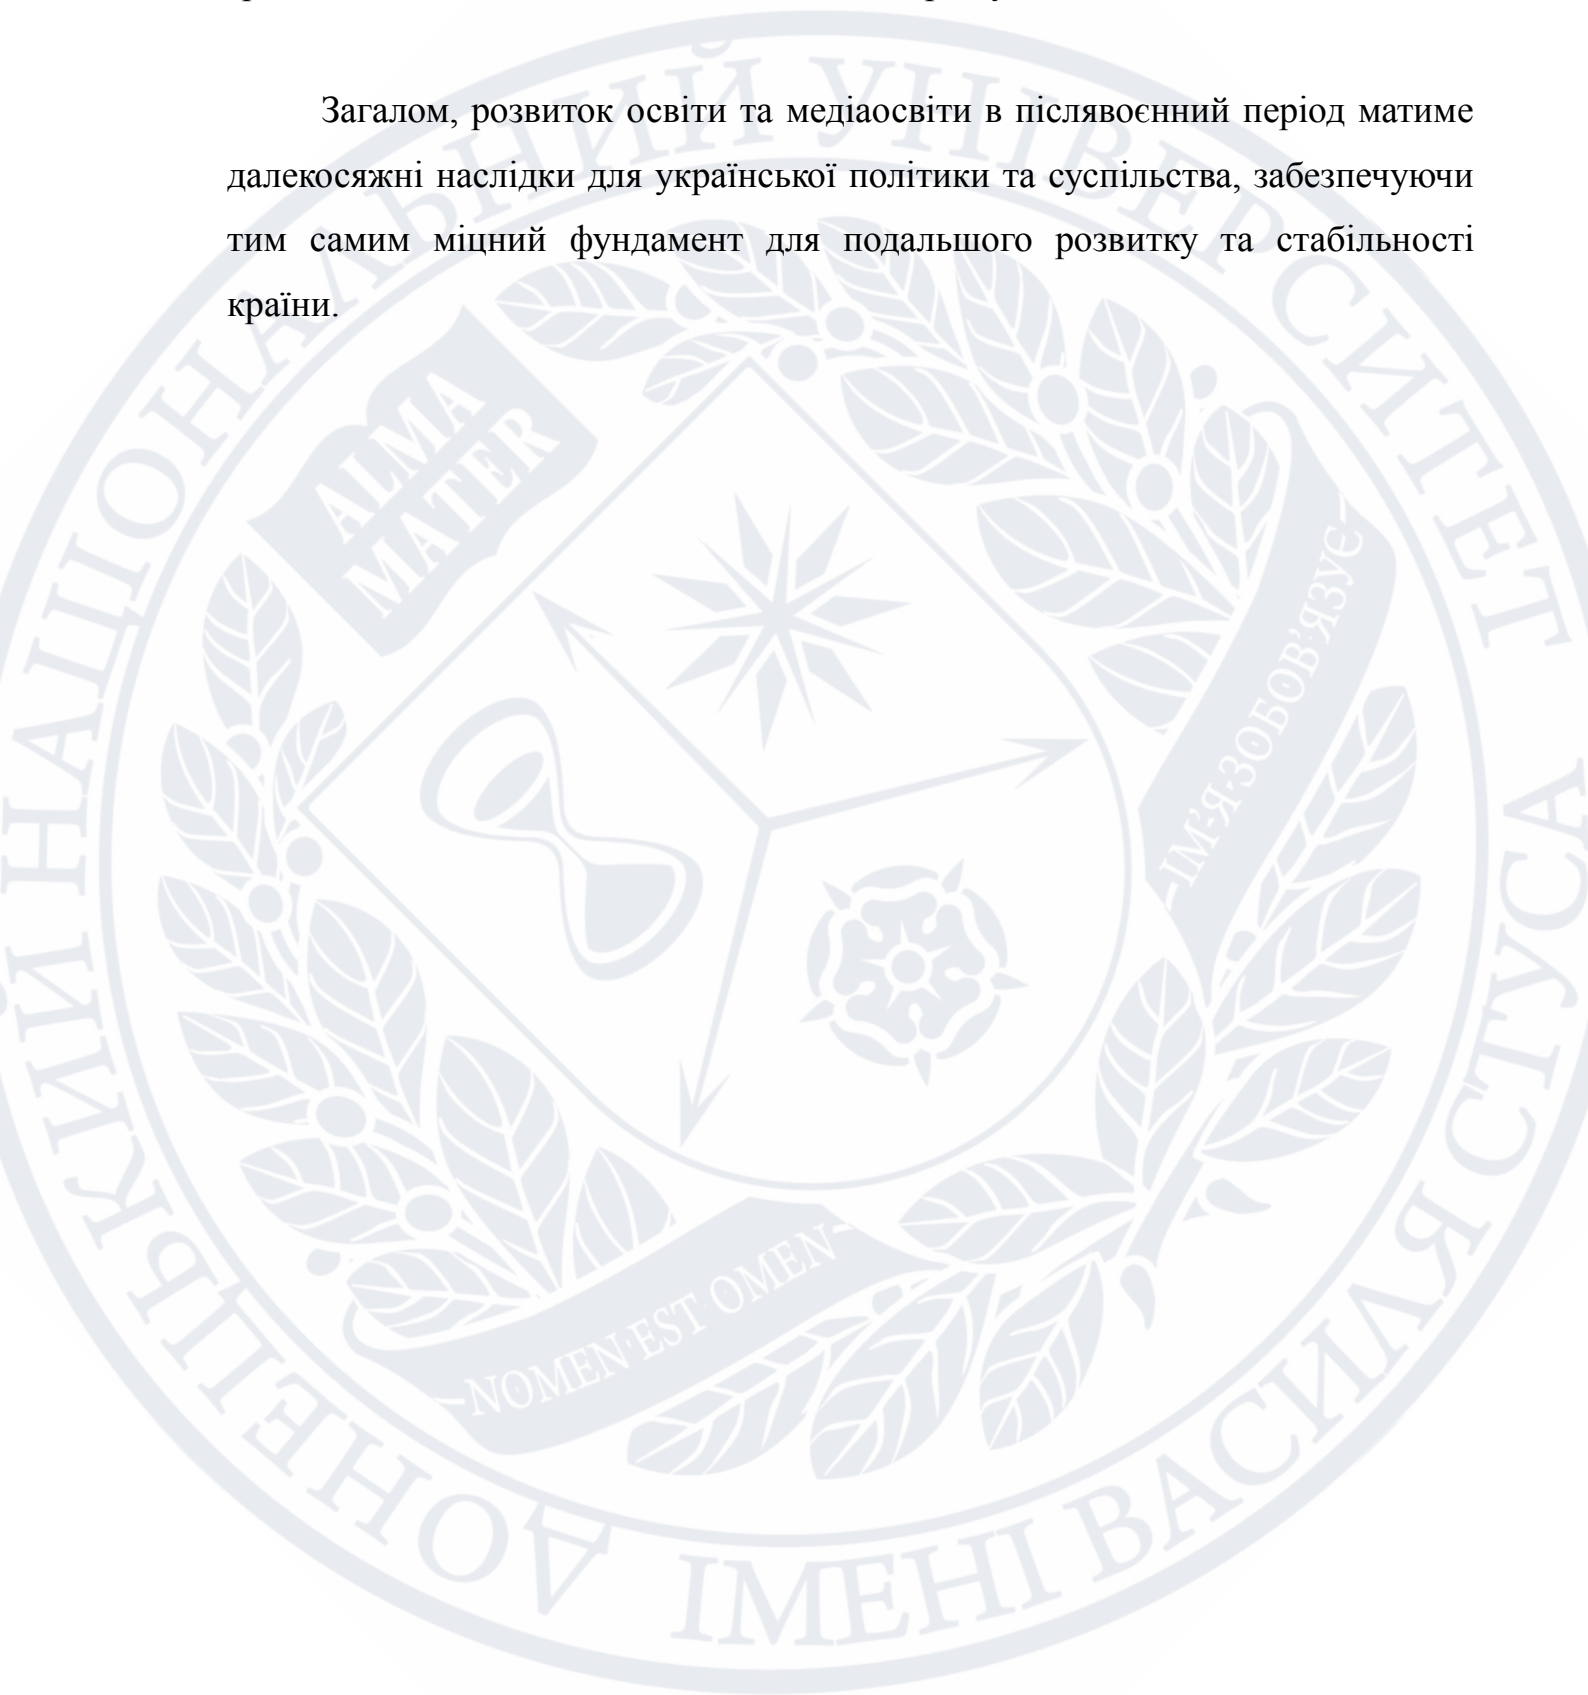 Загалом, розвиток освіти та медіаосвіти в післявоєнний період матиме
далекосяжні наслідки для української політики та суспільства, забезпечуючи
тим самим міцний фундамент для подальшого розвитку та стабільності
країни.
ДОНЕЦЬКИЙ НАЦІОНАЛЬНИЙ УНІВЕРСИТЕТ
ІМЕНІ ВАСИЛЯ СТУСА
ALMA
MATER
ІМ'Я ЗОБОВ'ЯЗУЄ
NOMEN EST OMEN